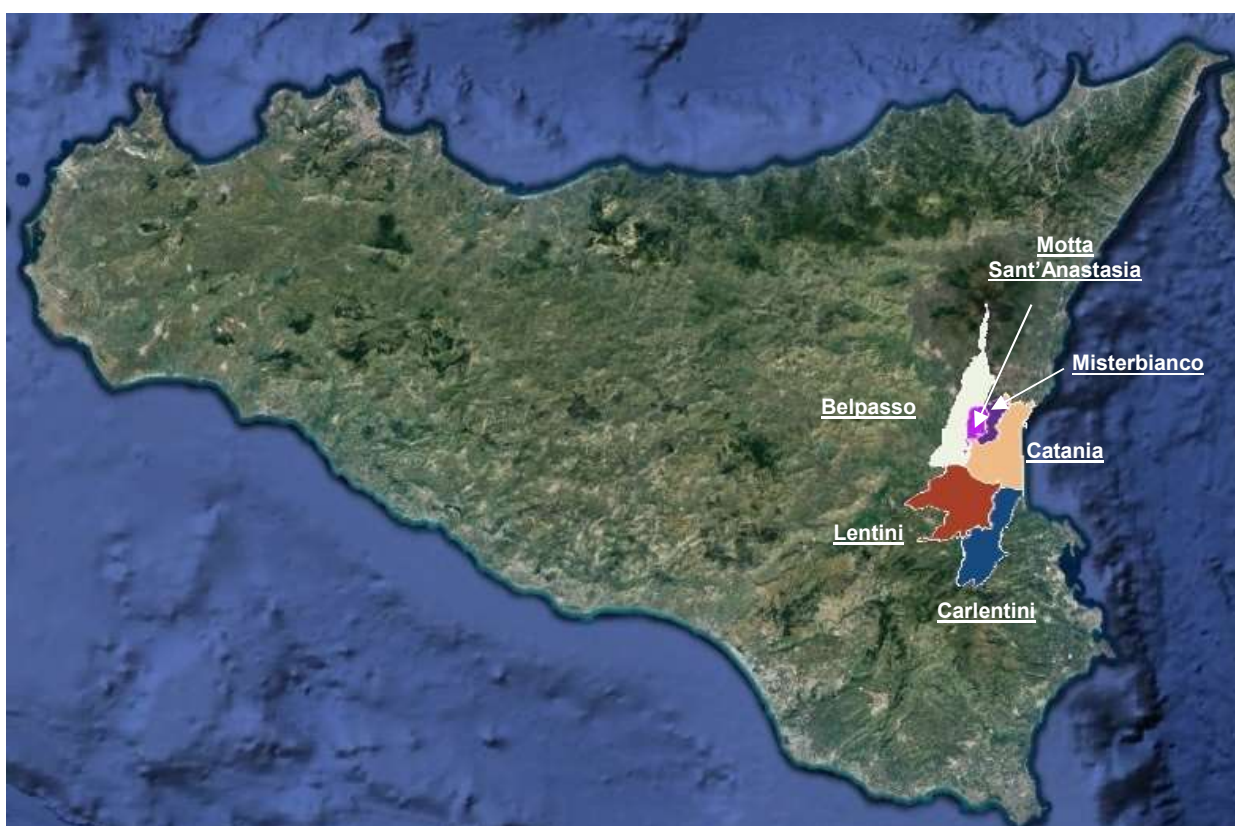 Motta
Sant’Anastasia
Misterbianco
Belpasso
Catania
Lentini
Carlentini